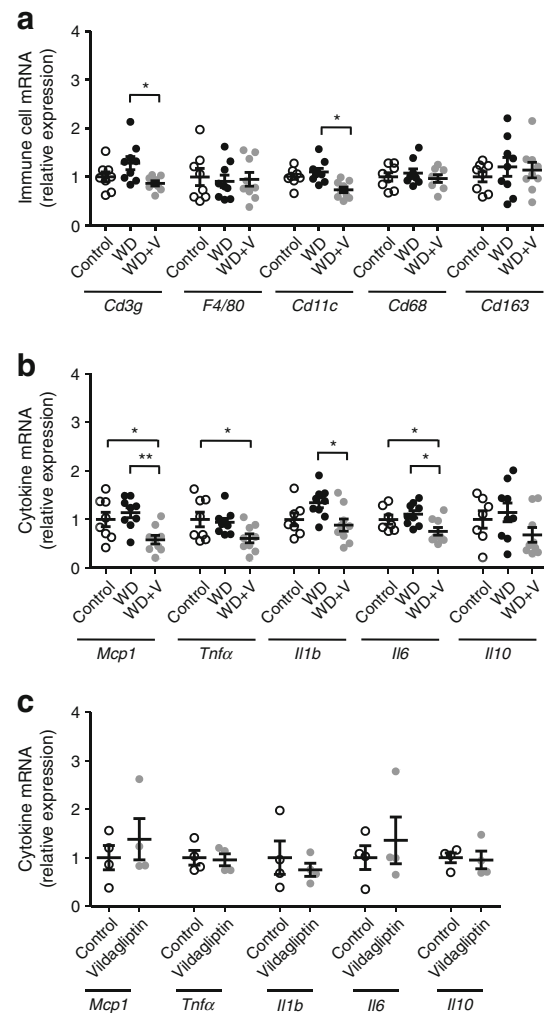 a
Immune cell mRNA
(relative expression)
4
3
2
1
0
*
*
Control WD WD+V Control WD WD+V Control WD WD+V Control WD WD+V Control WD WD+V
Cd3g F4/80 Cd11c Cd68 Cd163
b
Cytokine mRNA
(relative expression)
4
3
2
1
0
* * *
** * *
Control WD WD+V Control WD WD+V Control WD WD+V Control WD WD+V Control WD WD+V
Mcp1 Tnfα Il1b Il6 Il10
c
Cytokine mRNA
(relative expression)
4
3
2
1
0
Control Vildagliptin Control Vildagliptin Control Vildagliptin Control Vildagliptin Control Vildagliptin
Mcp1 Tnfα Il1b Il6 Il10